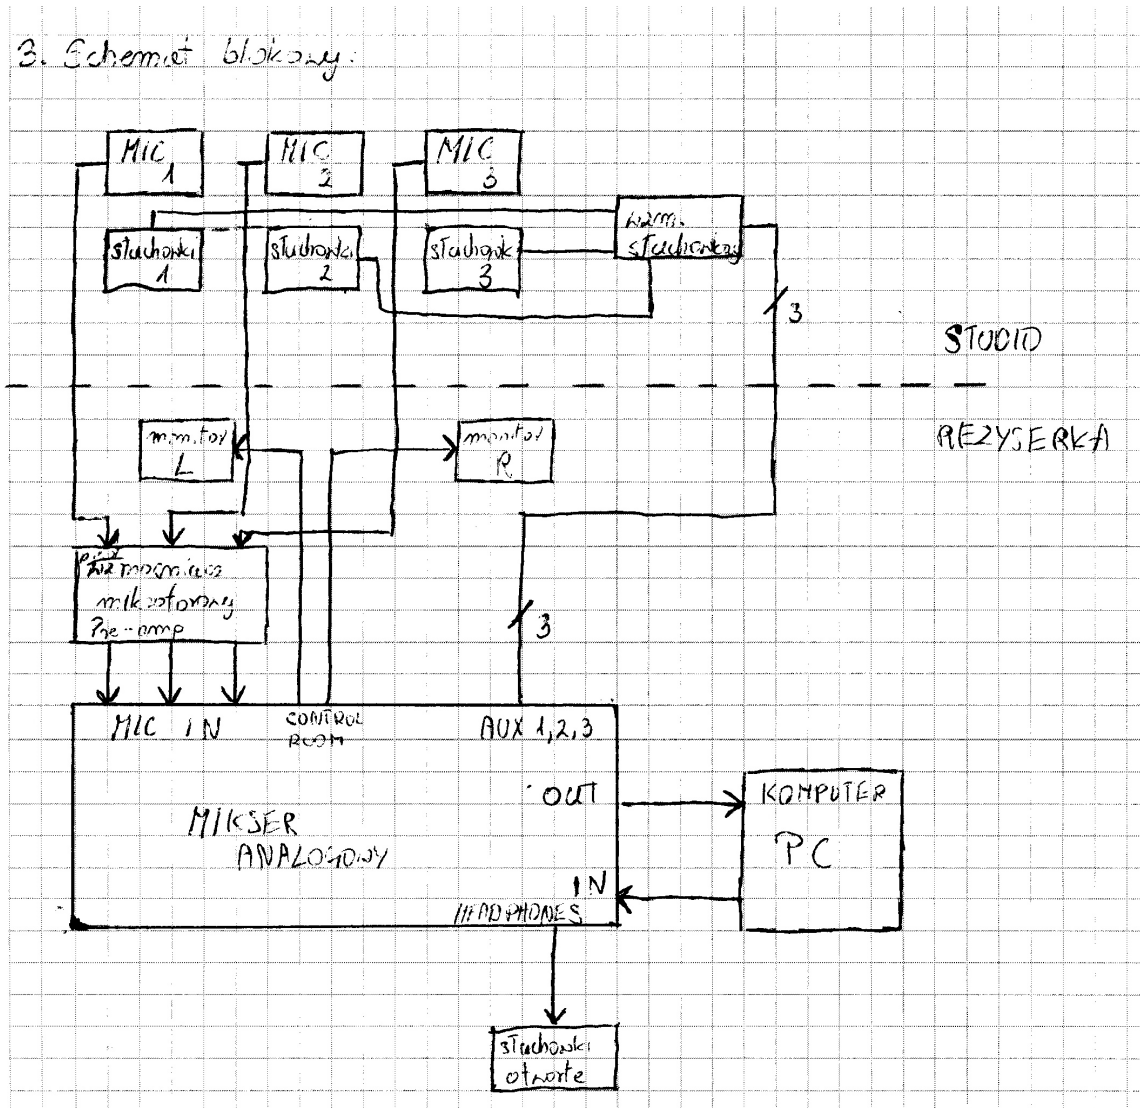 3. Schemat blokowy:
MIC
1
MIC
2
MIC
3
słuchawki
1
słuchawki
2
słuchawki
3
wzm.
słuchawkowy
3
STUDIO
REŻYSERKA
monitor
L
monitor
R
mikrofonowy
Pre-amp
3
MIC IN
CONTROL
ROOM
AUX 1,2,3
OUT
MIKSER
ANALOGOWY
IN
HEADPHONES
KOMPUTER
PC
słuchawki
otwarte